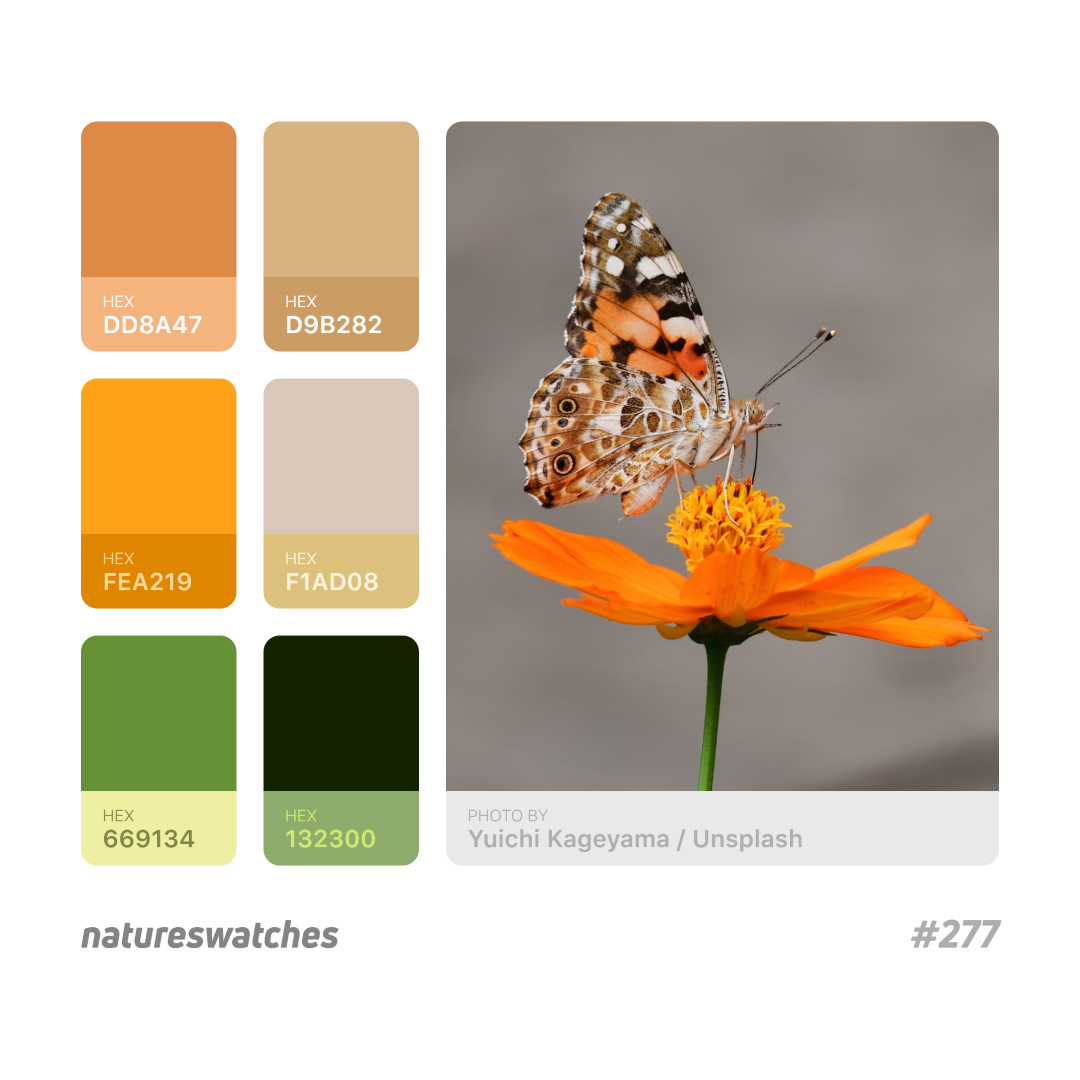 HEX
DD8A47
HEX
D9B282
HEX
FEA219
HEX
F1AD08
HEX
669134
HEX
132300
PHOTO BY
Yuichi Kageyama / Unsplash
natureswatches
#277